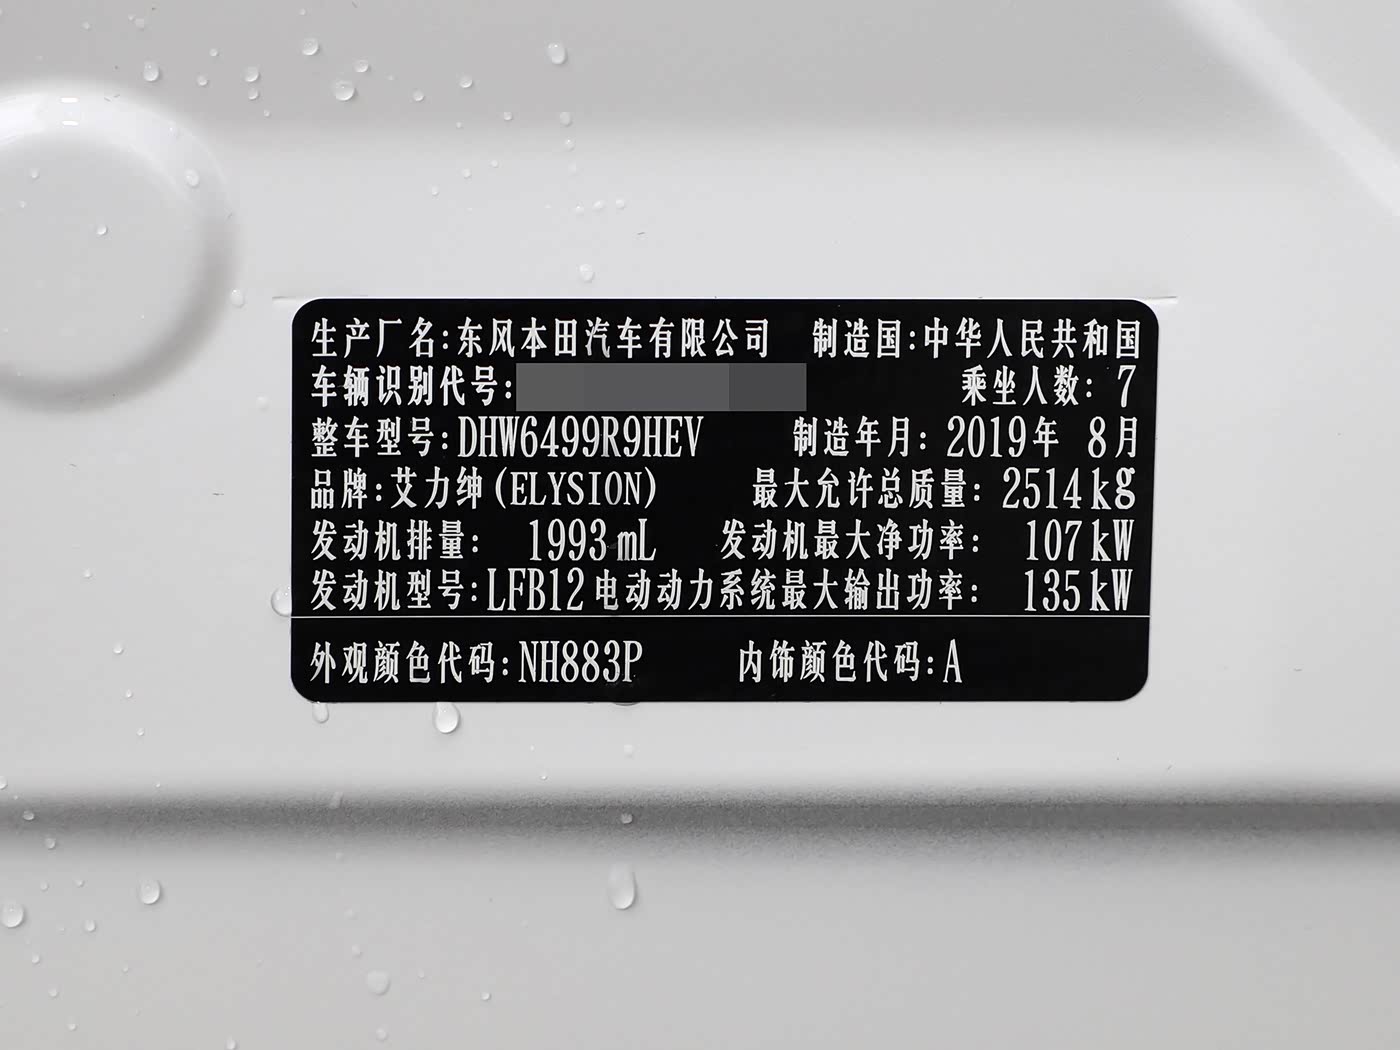 生产厂名:东风本田汽车有限公司 制造国:中华人民共和国
车辆识别代号: 乘坐人数: 7
整车型号:DHW6499R9HEV 制造年月: 2019年 8月
品牌:艾力绅(ELYSION) 最大允许总质量: 2514kg
发动机排量: 1993mL 发动机最大净功率: 107kW
发动机型号:LFB12 电动动力系统最大输出功率: 135kW
外观颜色代码:NH883P 内饰颜色代码:A